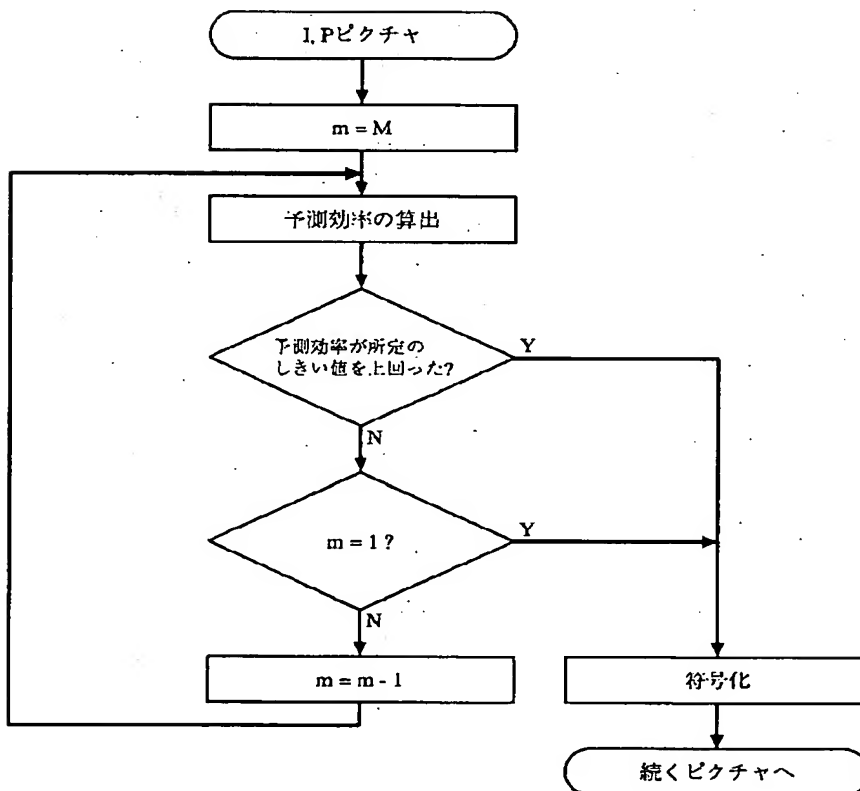 I, Pピクチャ
m = M
予測効率の算出
予測効率が所定の
しきい値を上回った?
Y
N
m = 1 ?
Y
N
m = m - 1
符号化
続くピクチャへ